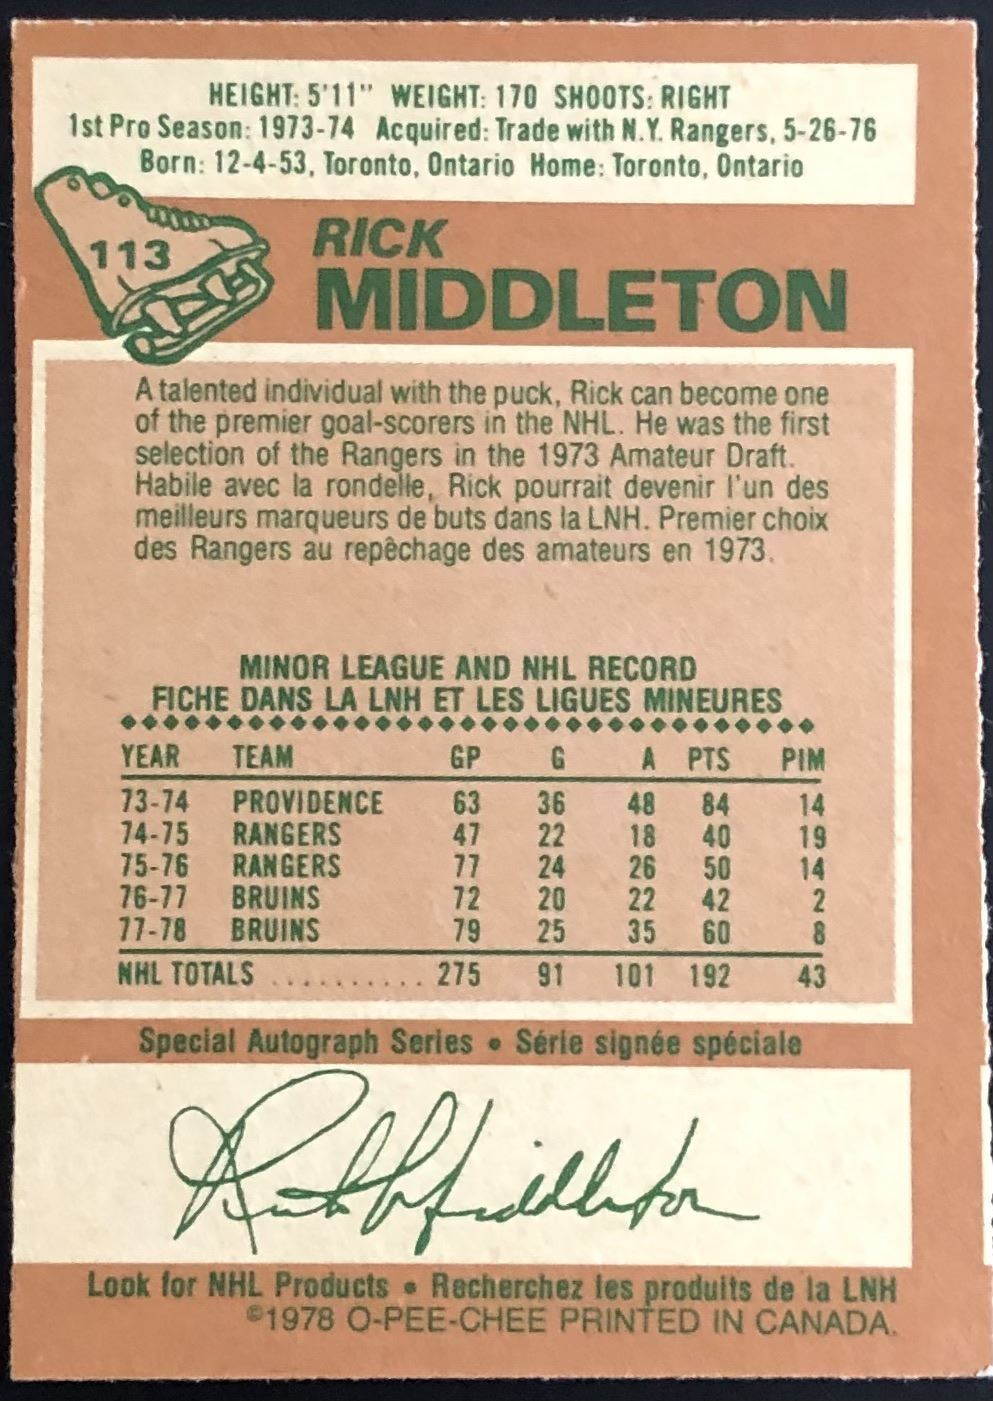 HEIGHT: 5'11" WEIGHT: 170 SHOOTS: RIGHT
1st Pro Season: 1973-74 Acquired: Trade with N.Y. Rangers, 5-26-76
Born: 12-4-53, Toronto, Ontario Home: Toronto, Ontario
113
RICK
MIDDLETON
A talented individual with the puck, Rick can become one
of the premier goal-scorers in the NHL. He was the first
selection of the Rangers in the 1973 Amateur Draft.
Habile avec la rondelle, Rick pourrait devenir l'un des
meilleurs marqueurs de buts dans la LNH. Premier choix
des Rangers au repêchage des amateurs en 1973.
MINOR LEAGUE AND NHL RECORD
FICHE DANS LA LNH ET LES LIGUES MINEURES
YEAR TEAM GP G A PTS PIM
73-74 PROVIDENCE 63 36 48 84 14
74-75 RANGERS 47 22 18 40 19
75-76 RANGERS 77 24 26 50 14
76-77 BRUINS 72 20 22 42 2
77-78 BRUINS 79 25 35 60 8
NHL TOTALS .......... 275 91 101 192 43
Special Autograph Series • Série signée spéciale
Rick Middleton
Look for NHL Products • Recherchez les produits de la LNH
©1978 O-PEE-CHEE PRINTED IN CANADA.